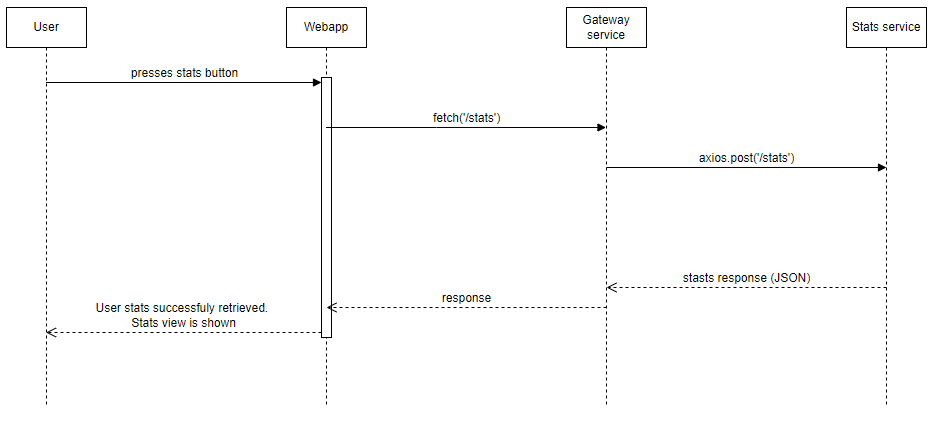 User
Webapp
Gateway
service
Stats service
presses stats button
fetch('/stats')
axios.post('/stats')
stasts response (JSON)
response
User stats successfuly retrieved.
Stats view is shown